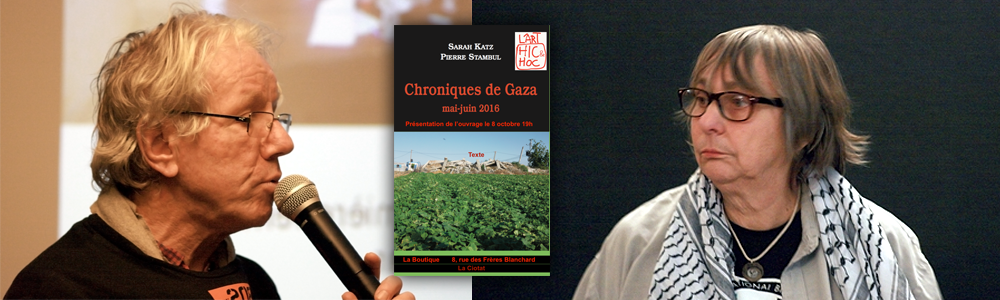 SARAH KATZ
PIERRE STAMBUL
L'ART
HIC &
HOC
Chroniques de Gaza
mai-juin 2016
Présentation de l'ouvrage le 8 octobre 19h
Texte
La Boutique 8, rue des Frères Blanchard
La Ciotat